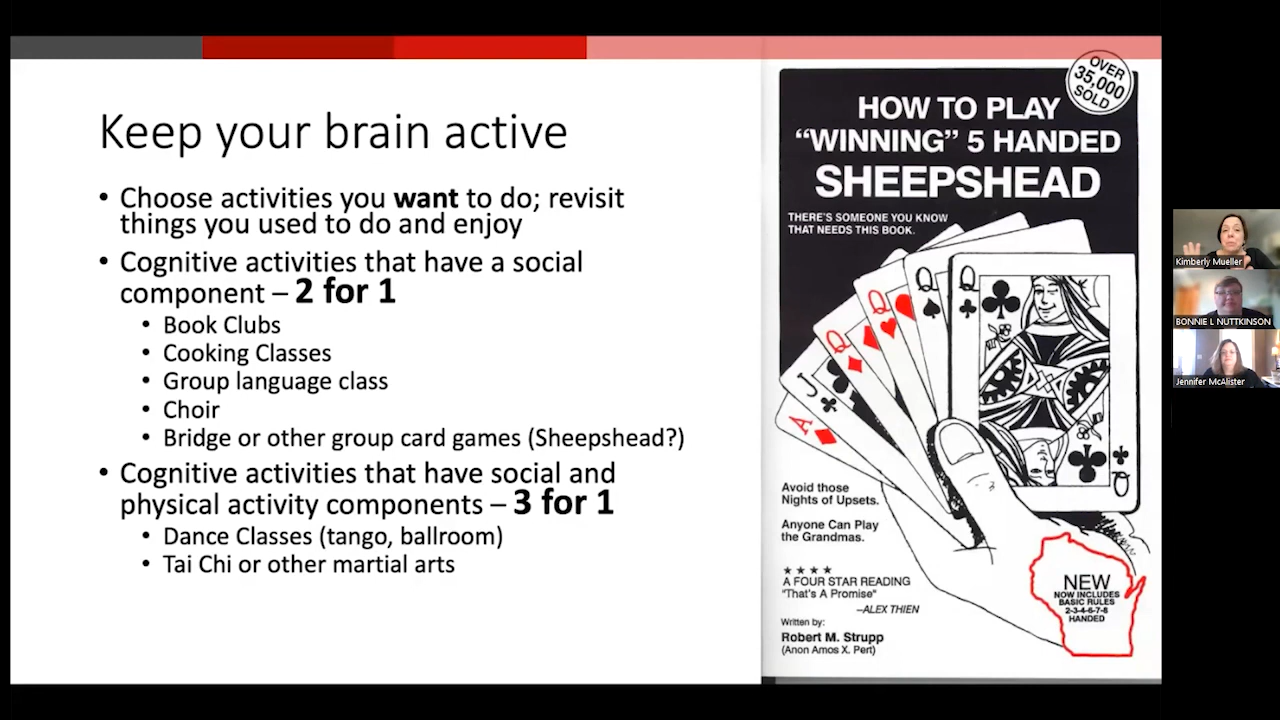 Keep your brain active
• Choose activities you want to do; revisit
things you used to do and enjoy
• Cognitive activities that have a social
component – 2 for 1
• Book Clubs
• Cooking Classes
• Group language class
• Choir
• Bridge or other group card games (Sheepshead?)
• Cognitive activities that have social and
physical activity components – 3 for 1
• Dance Classes (tango, ballroom)
• Tai Chi or other martial arts
OVER
35,000
SOLD
HOW TO PLAY
“WINNING” 5 HANDED
SHEEPSHEAD
THERE'S SOMEONE YOU KNOW
THAT NEEDS THIS BOOK.
A
J
Q
Q
Q
Q
Q
Avoid those
Nights of Upsets.
Anyone Can Play
the Grandmas.
★ ★ ★ ★
A FOUR STAR READING
"That's A Promise"
–ALEX THIEN
Written by:
Robert M. Strupp
(Anon Amos X. Pert)
NEW
NOW INCLUDES
BASIC RULES
2-3-4-6-7-8
HANDED
Kimberly Mueller
BONNIE L NUTTKINSON
Jennifer McAlister